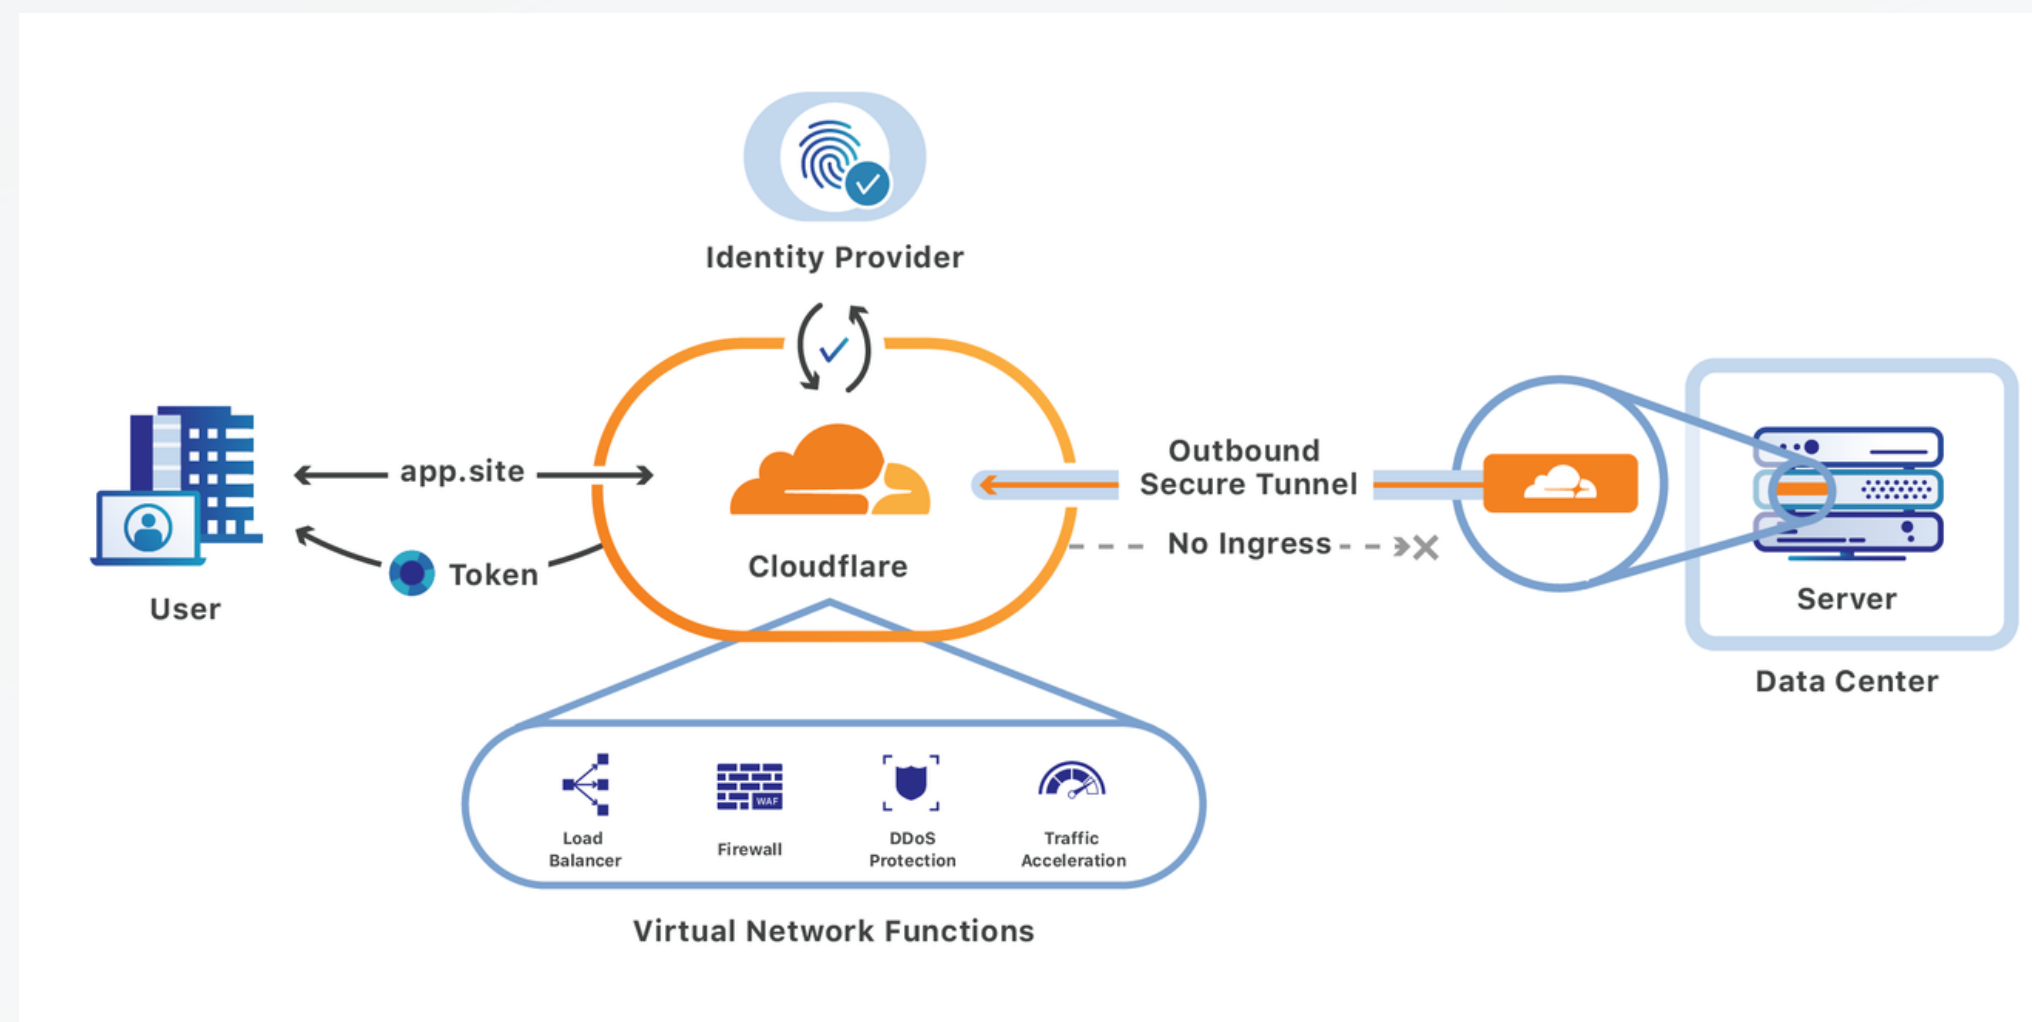 Identity Provider
app.site
Token
User
Cloudflare
Outbound
Secure Tunnel
No Ingress
Server
Data Center
Load
Balancer
WAF
Firewall
DDoS
Protection
Traffic
Acceleration
Virtual Network Functions